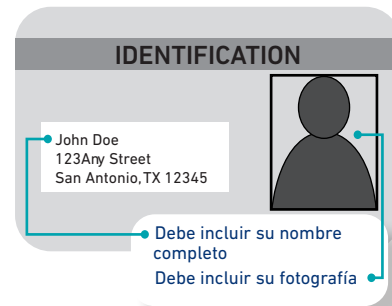 IDENTIFICATION
John Doe
123Any Street
San Antonio,TX 12345
Debe incluir su nombre
completo
Debe incluir su fotografía